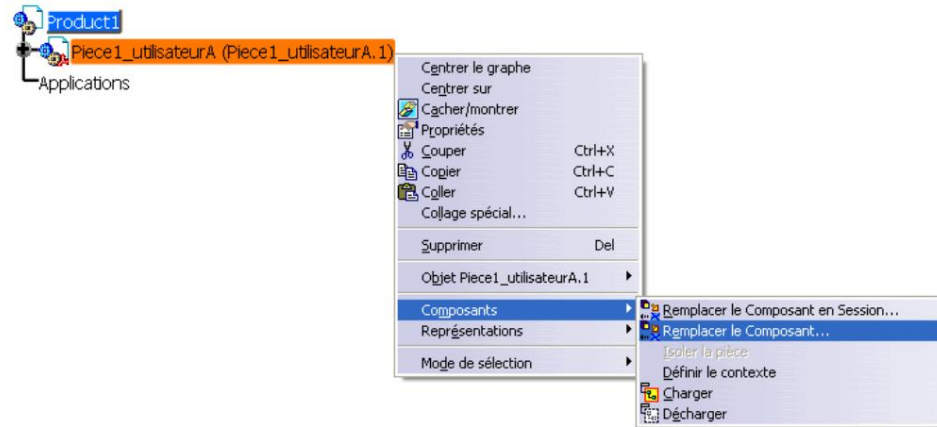 Product1
Piece1_utilisateurA (Piece1_utilisateurA.1)
Applications
Centrer le graphe
Centrer sur
Cacher/montrer
Propriétés
Couper Ctrl+X
Copier Ctrl+C
Coller Ctrl+V
Collage spécial...
Supprimer Del
Objet Piece1_utilisateurA.1
Composants
Représentations
Mode de sélection
Remplacer le Composant en Session...
Remplacer le Composant...
Isoler la pièce
Définir le contexte
Charger
Décharger